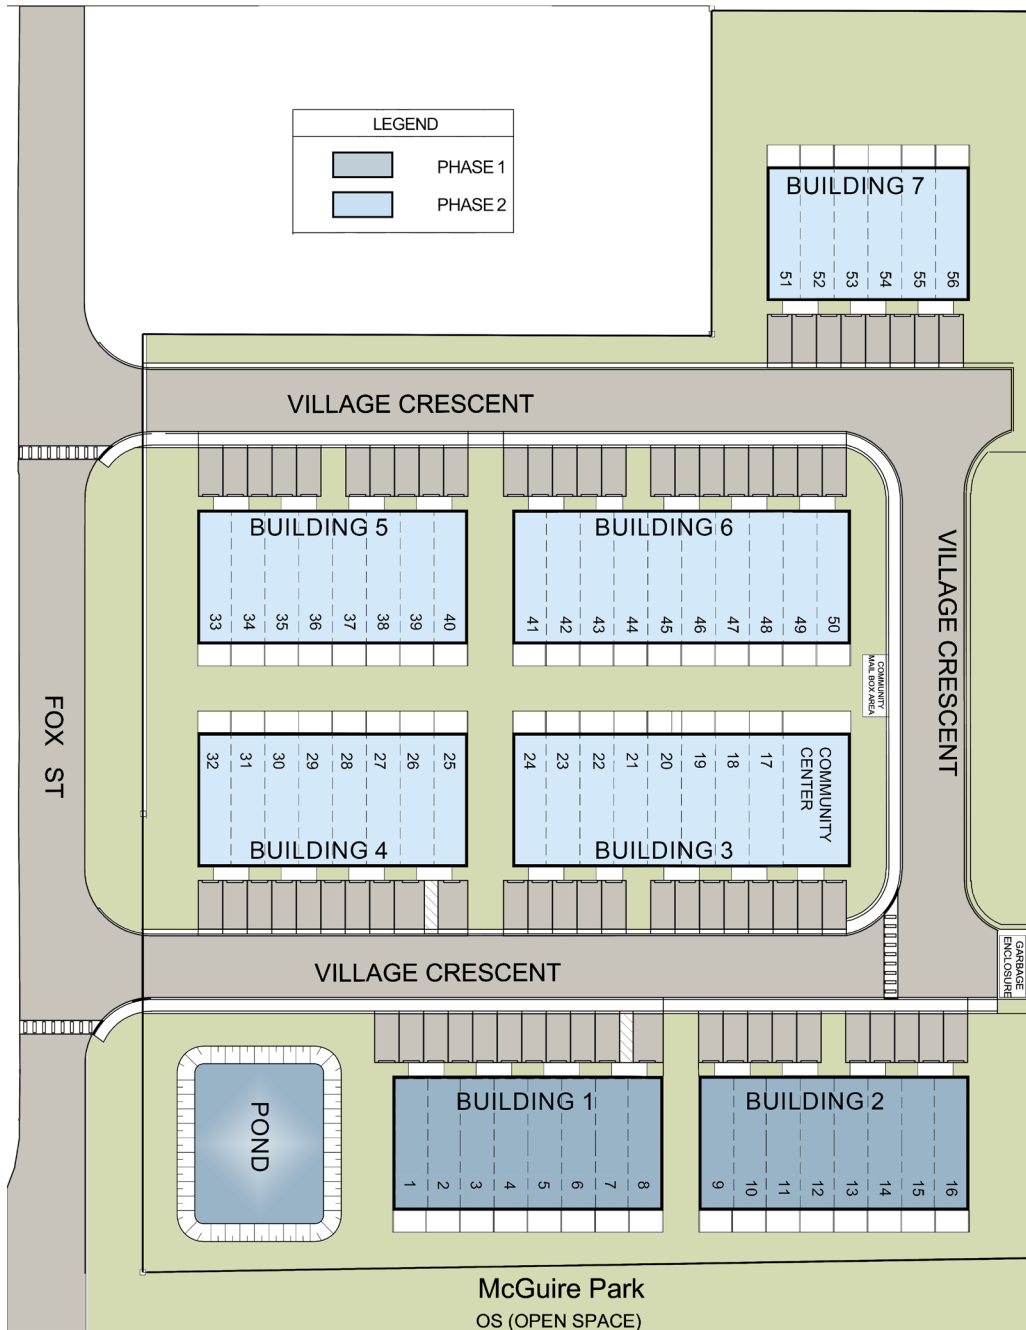 LEGEND
PHASE 1
PHASE 2
BUILDING 7
51 52 53 54 55 56
VILLAGE CRESCENT
BUILDING 5
33 34 35 36 37 38 39 40
BUILDING 6
41 42 43 44 45 46 47 48 49 50
VILLAGE CRESCENT
COMMUNITY
MAIL BOX AREA
FOX ST
32 31 30 29 28 27 26 25
BUILDING 4
24 23 22 21 20 19 18 17
COMMUNITY
CENTER
BUILDING 3
VILLAGE CRESCENT
GARBAGE
ENCLOSURE
POND
BUILDING 1
1 2 3 4 5 6 7 8
BUILDING 2
9 10 11 12 13 14 15 16
McGuire Park
OS (OPEN SPACE)